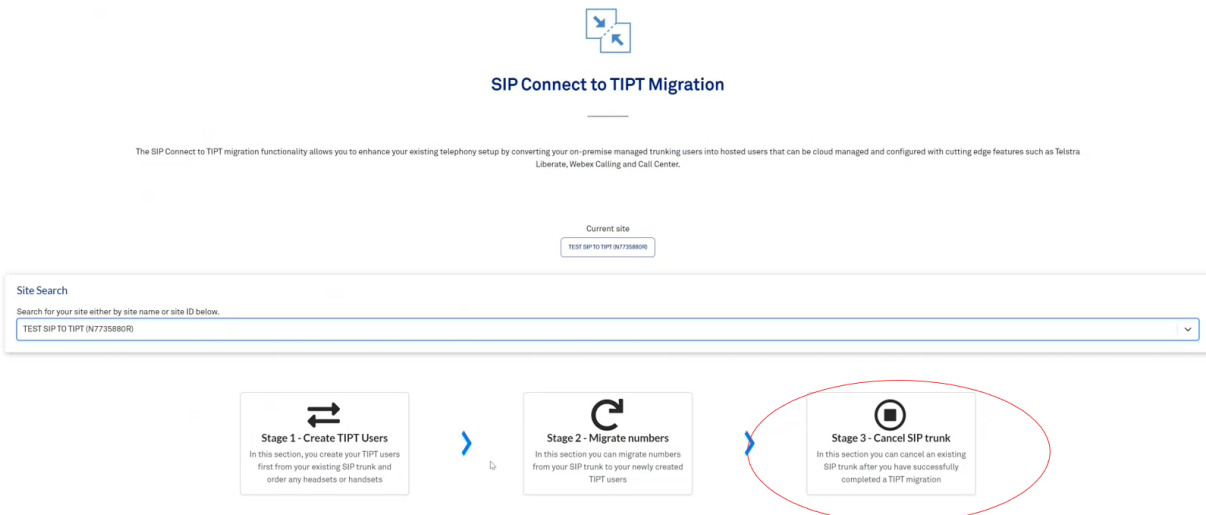 SIP Connect to TIPT Migration
The SIP Connect to TIPT migration functionality allows you to enhance your existing telephony setup by converting your on-premise managed trunking users into hosted users that can be cloud managed and configured with cutting edge features such as Telstra
Liberate, Webex Calling and Call Center.
Current site
TEST SIP TO TIPT (N7735880R)
Site Search
Search for your site either by site name or site ID below.
TEST SIP TO TIPT (N7735880R)
Stage 1 - Create TIPT Users
In this section, you create your TIPT users
first from your existing SIP trunk and
order any headsets or handsets
Stage 2 - Migrate numbers
In this section you can migrate numbers
from your SIP trunk to your newly created
TIPT users
Stage 3 - Cancel SIP trunk
In this section you can cancel an existing
SIP trunk after you have successfully
completed a TIPT migration